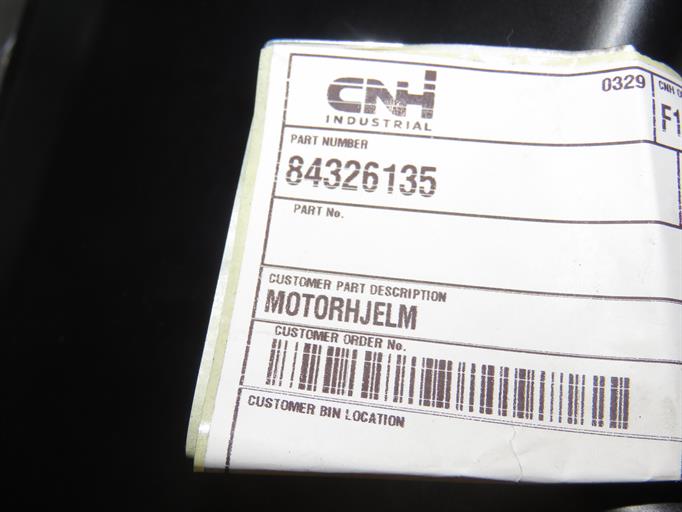 CNH
INDUSTRIAL
0329
PART NUMBER
84326135
PART No.
CUSTOMER PART DESCRIPTION
MOTORHJELM
CUSTOMER ORDER No.
CUSTOMER BIN LOCATION